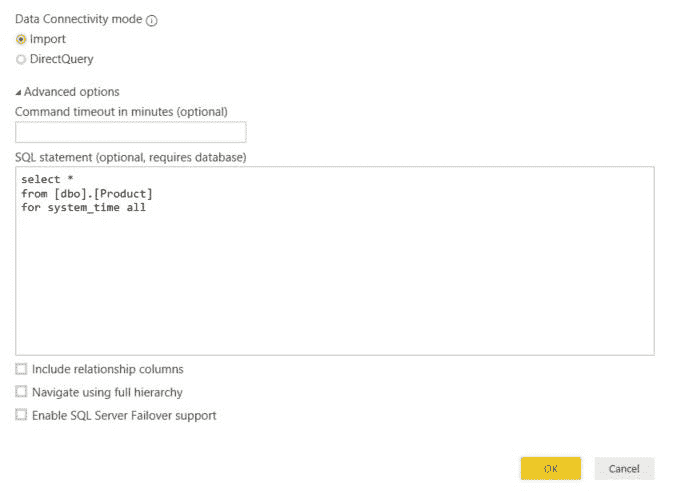 Data Connectivity mode
Import
DirectQuery
Advanced options
Command timeout in minutes (optional)
SQL statement (optional, requires database)
select *
from [dbo].[Product]
for system_time all
Include relationship columns
Navigate using full hierarchy
Enable SQL Server Failover support
OK Cancel